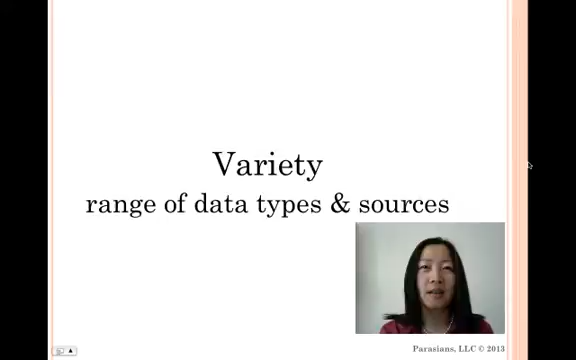 Variety
range of data types & sources
Parasians, LLC © 2013